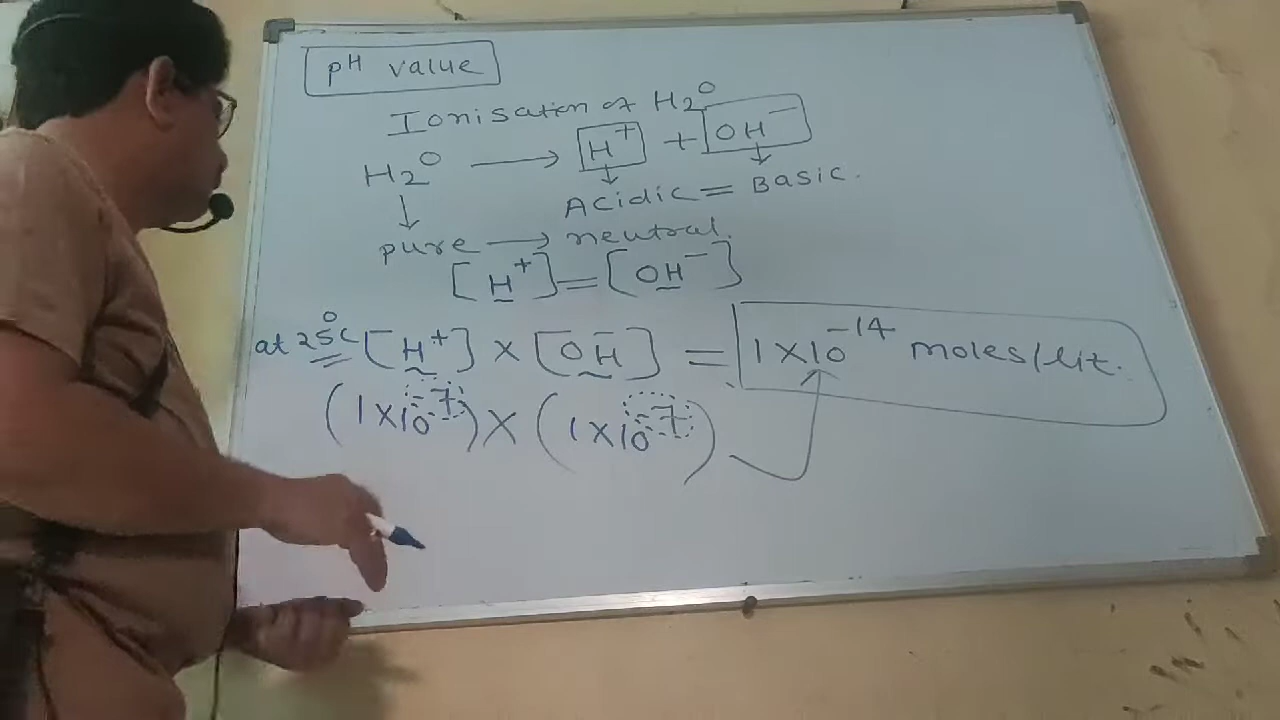 pH value
Ionisation of H2O
H2O → H+ + OH−
↓ ↓ ↓
Acidic = Basic.
pure → neutral.
[H+] = [OH−]
at 25°C [H+] × [OH−] = 1×10−14 moles/lit.
(1×10−7) × (1×10−7)